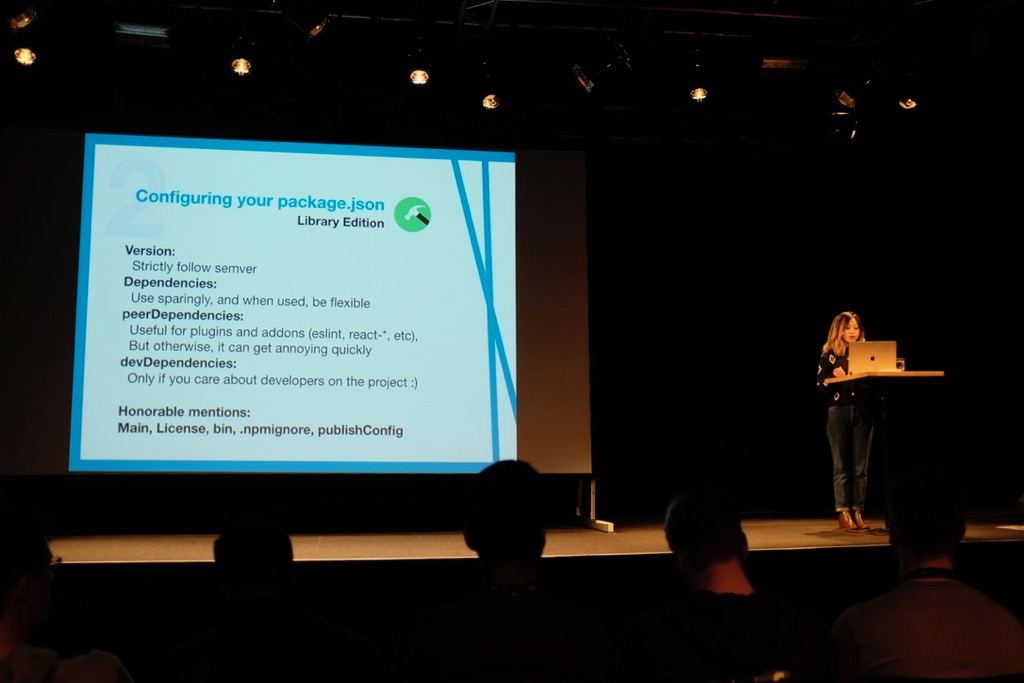 2
Configuring your package.json
Library Edition
Version:
Strictly follow semver
Dependencies:
Use sparingly, and when used, be flexible
peerDependencies:
Useful for plugins and addons (eslint, react-*, etc),
But otherwise, it can get annoying quickly
devDependencies:
Only if you care about developers on the project :)
Honorable mentions:
Main, License, bin, .npmignore, publishConfig